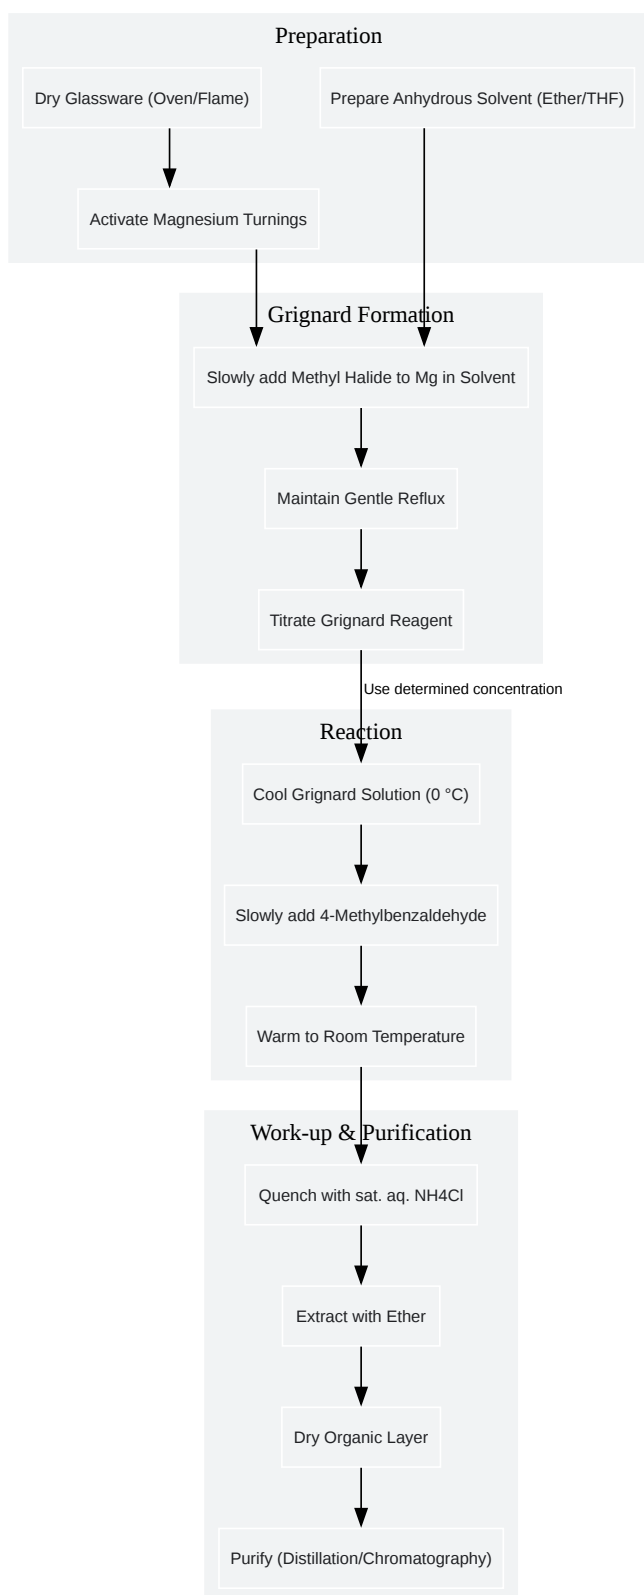 Preparation
Dry Glassware (Oven/Flame)
Prepare Anhydrous Solvent (Ether/THF)
Activate Magnesium Turnings
Grignard Formation
Slowly add Methyl Halide to Mg in Solvent
Maintain Gentle Reflux
Titrate Grignard Reagent
Use determined concentration
Reaction
Cool Grignard Solution (0 °C)
Slowly add 4-Methylbenzaldehyde
Warm to Room Temperature
Work-up & Purification
Quench with sat. aq. NH4Cl
Extract with Ether
Dry Organic Layer
Purify (Distillation/Chromatography)